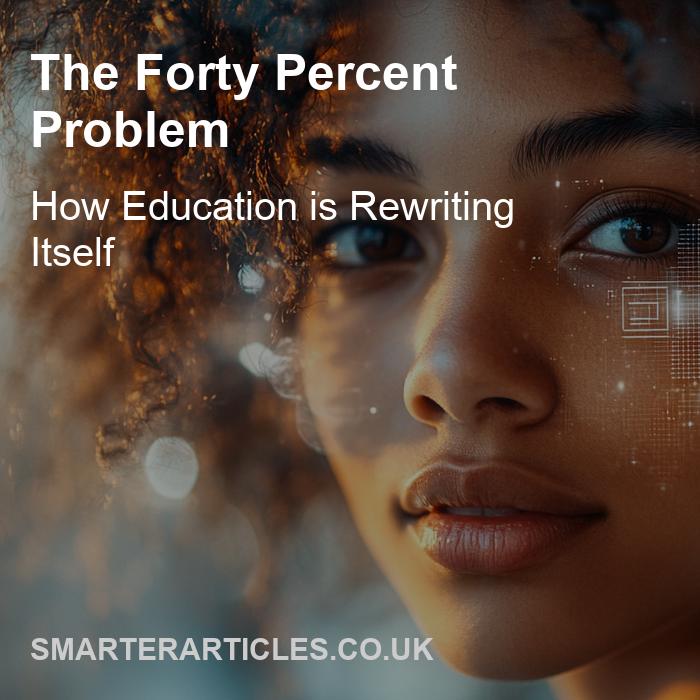 The Forty Percent
Problem
How Education is Rewriting
Itself
SMARTERARTICLES.CO.UK